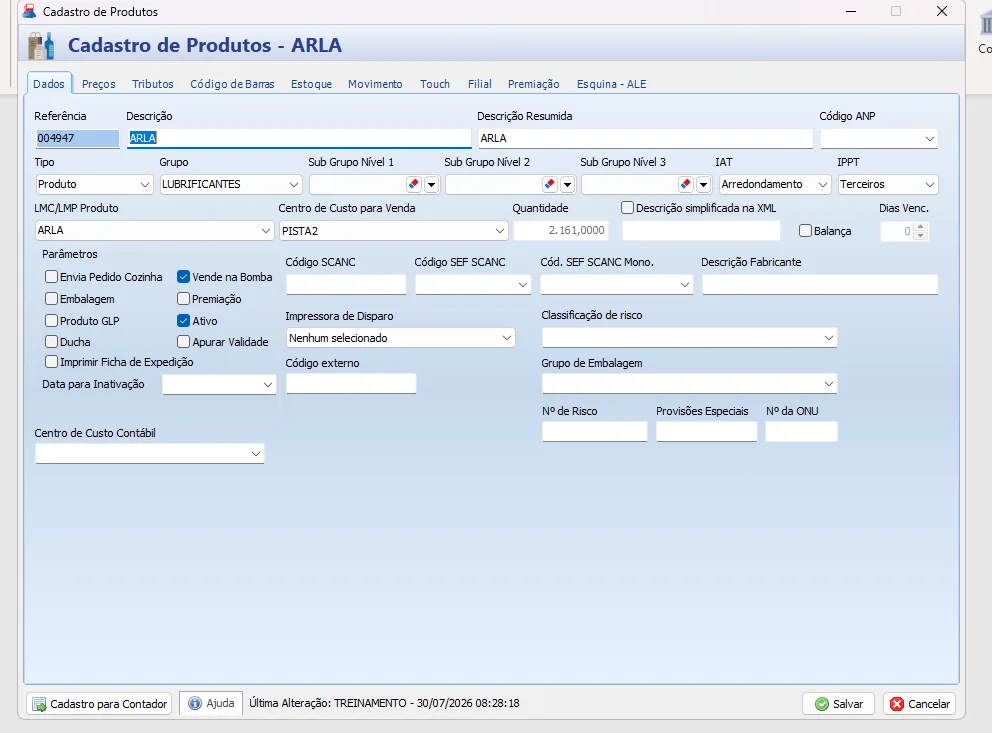 Cadastro de Produtos
Cadastro de Produtos - ARLA
Co
Dados Preços Tributos Código de Barras Estoque Movimento Touch Filial Premiação Esquina - ALE
Referência Descrição Descrição Resumida Código ANP
004947 ARLA ARLA
Tipo Grupo Sub Grupo Nível 1 Sub Grupo Nível 2 Sub Grupo Nível 3 IAT IPPT
Produto LUBRIFICANTES Arredondamento Terceiros
LMC/LMP Produto Centro de Custo para Venda Quantidade Descrição simplificada na XML Dias Venc.
ARLA PISTA2 2.161,0000 Balança 0
Parâmetros
Código SCANC Código SEF SCANC Cód. SEF SCANC Mono. Descrição Fabricante
Envia Pedido Cozinha Vende na Bomba
Embalagem Premiação
Produto GLP Ativo
Impressora de Disparo Classificação de risco
Ducha Apurar Validade
Nenhum selecionado
Imprimir Ficha de Expedição
Código externo Grupo de Embalagem
Data para Inativação
Nº de Risco Provisões Especiais Nº da ONU
Centro de Custo Contábil
Cadastro para Contador Ajuda Última Alteração: TREINAMENTO - 30/07/2026 08:28:18 Salvar Cancelar